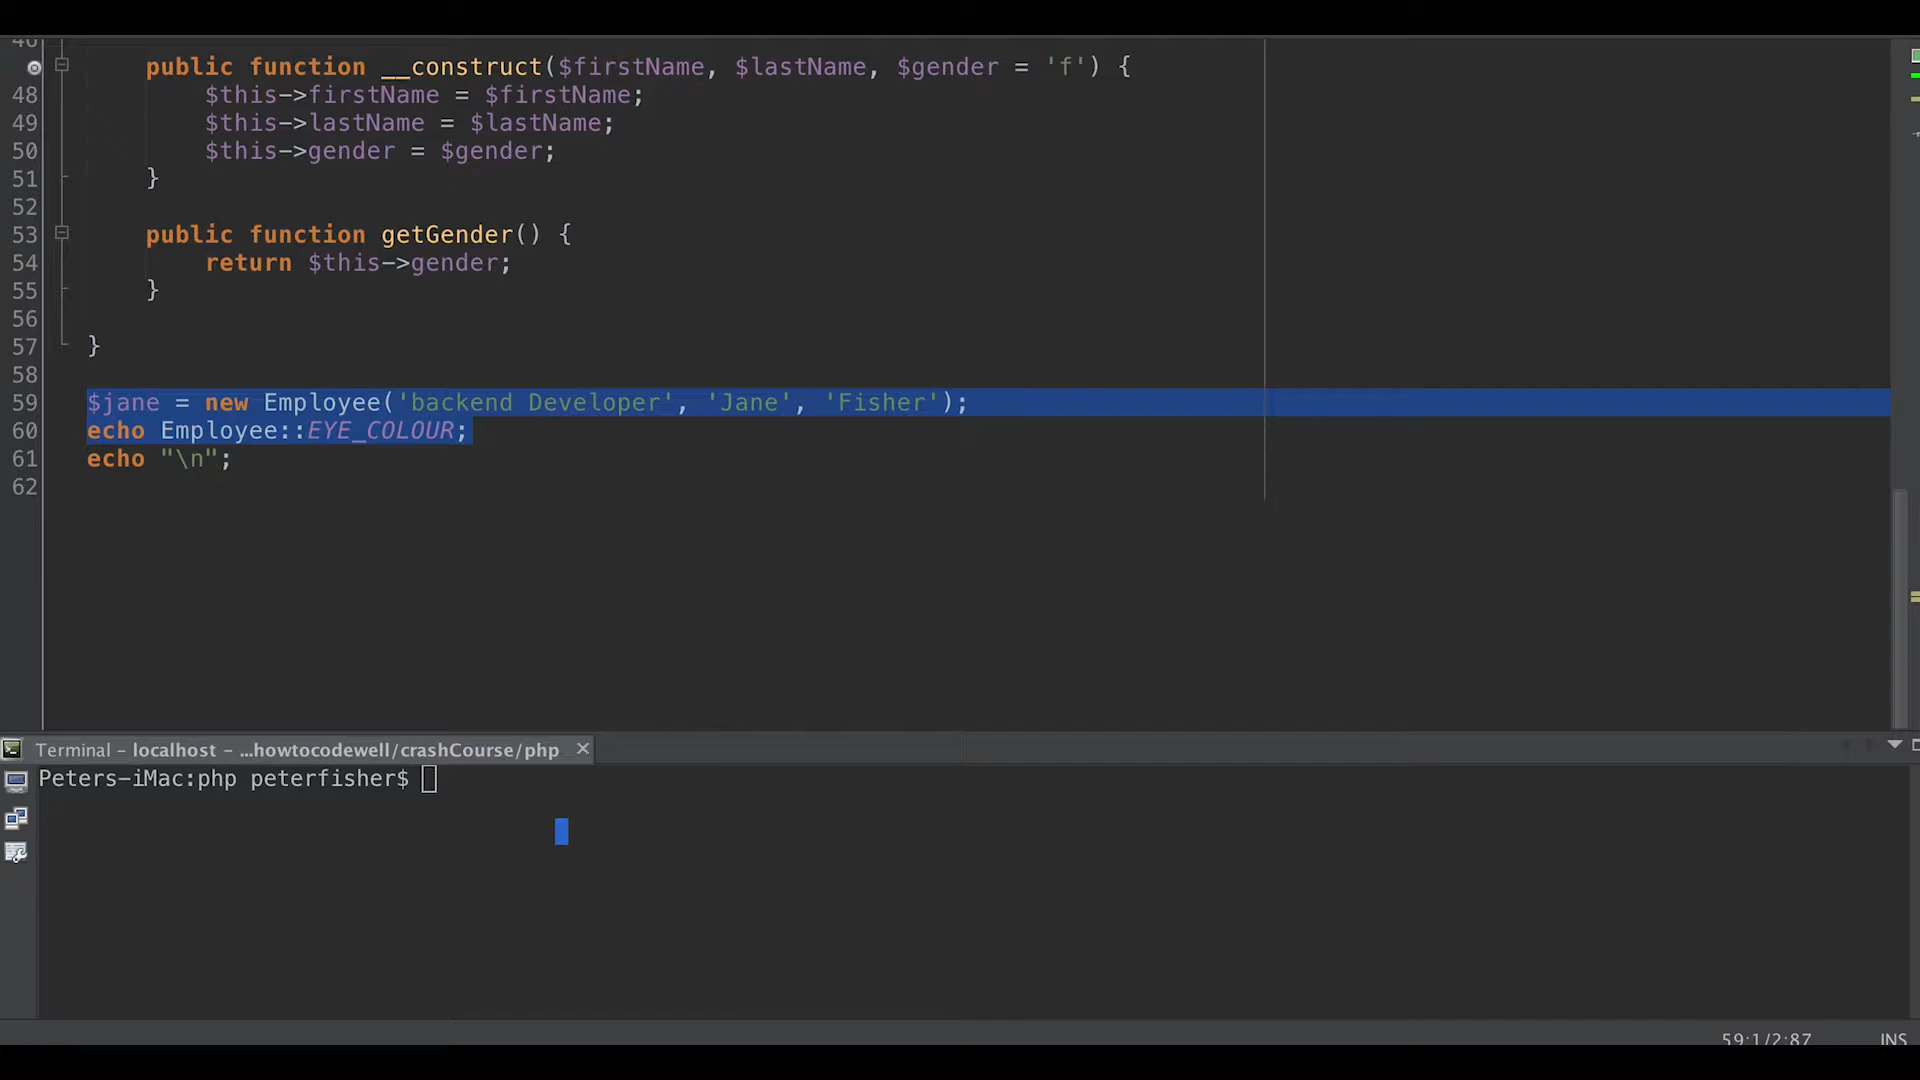 46
public function __construct($firstName, $lastName, $gender = 'f') {
48 $this->firstName = $firstName;
49 $this->lastName = $lastName;
50 $this->gender = $gender;
51 }
52
53 public function getGender() {
54 return $this->gender;
55 }
56
57 }
58
59 $jane = new Employee('backend Developer', 'Jane', 'Fisher');
60 echo Employee::EYE_COLOUR;
61 echo "\n";
62
Terminal – localhost – ...howtocodewell/crashCourse/php
Peters-iMac:php peterfisher$
59:1/2:87 INS